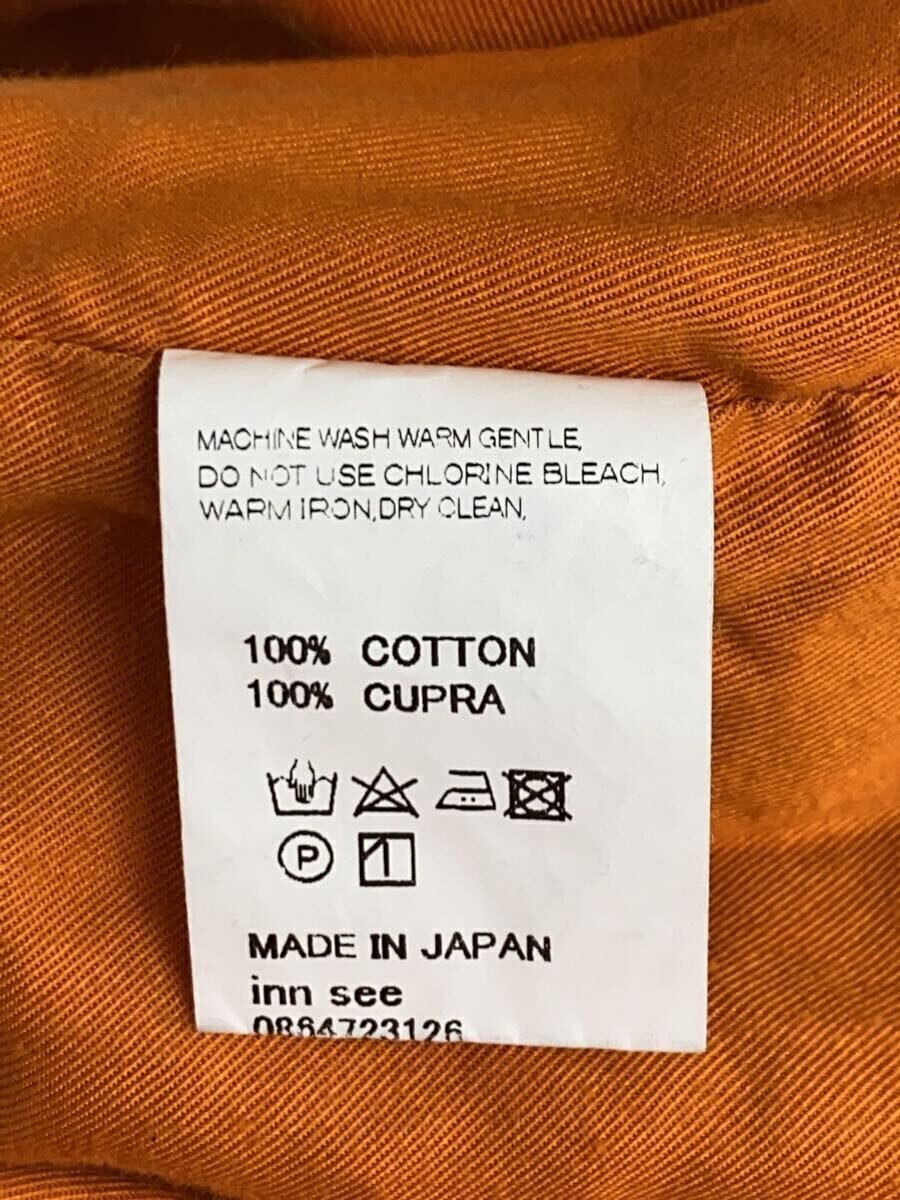 MACHINE WASH WARM GENTLE,
DO NOT USE CHLORINE BLEACH,
WARM IRON,DRY CLEAN,
100% COTTON
100% CUPRA
P
MADE IN JAPAN
inn see
0864723126